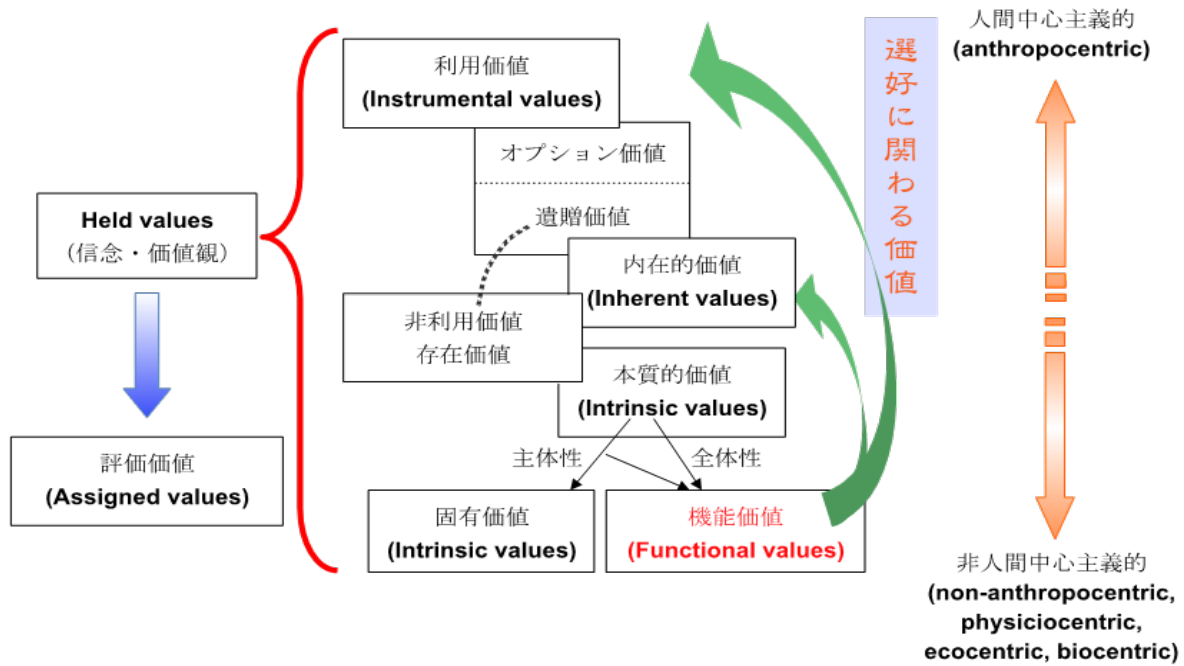 人間中心主義的
(anthropocentric)
選好に関わる価値
利用価値
(Instrumental values)
オプション価値
遺贈価値
Held values
（信念・価値観）
内在的価値
(Inherent values)
非利用価値
存在価値
本質的価値
(Intrinsic values)
主体性
全体性
評価価値
(Assigned values)
固有価値
(Intrinsic values)
機能価値
(Functional values)
非人間中心主義的
(non-anthropocentric,
physiciocentric,
ecocentric, biocentric)